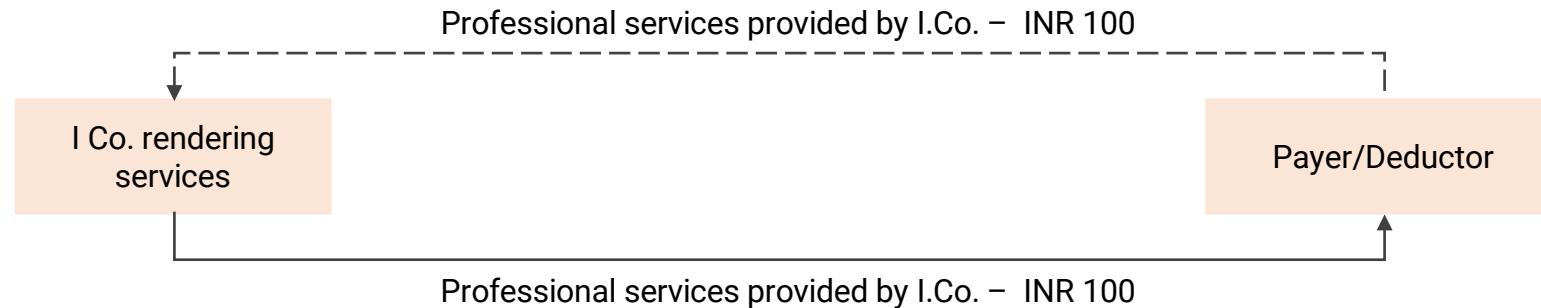 Professional services provided by I.Co. – INR 100
I Co. rendering
services
Payer/Deductor
Professional services provided by I.Co. – INR 100